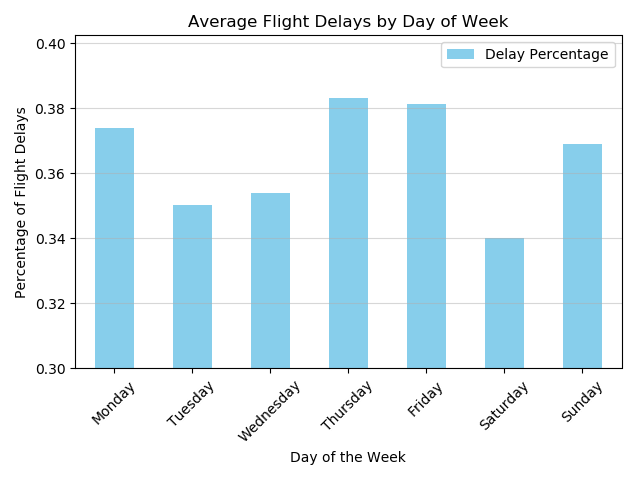 Average Flight Delays by Day of Week
Delay Percentage
Percentage of Flight Delays
0.40
0.38
0.36
0.34
0.32
0.30
Monday
Tuesday
Wednesday
Thursday
Friday
Saturday
Sunday
Day of the Week